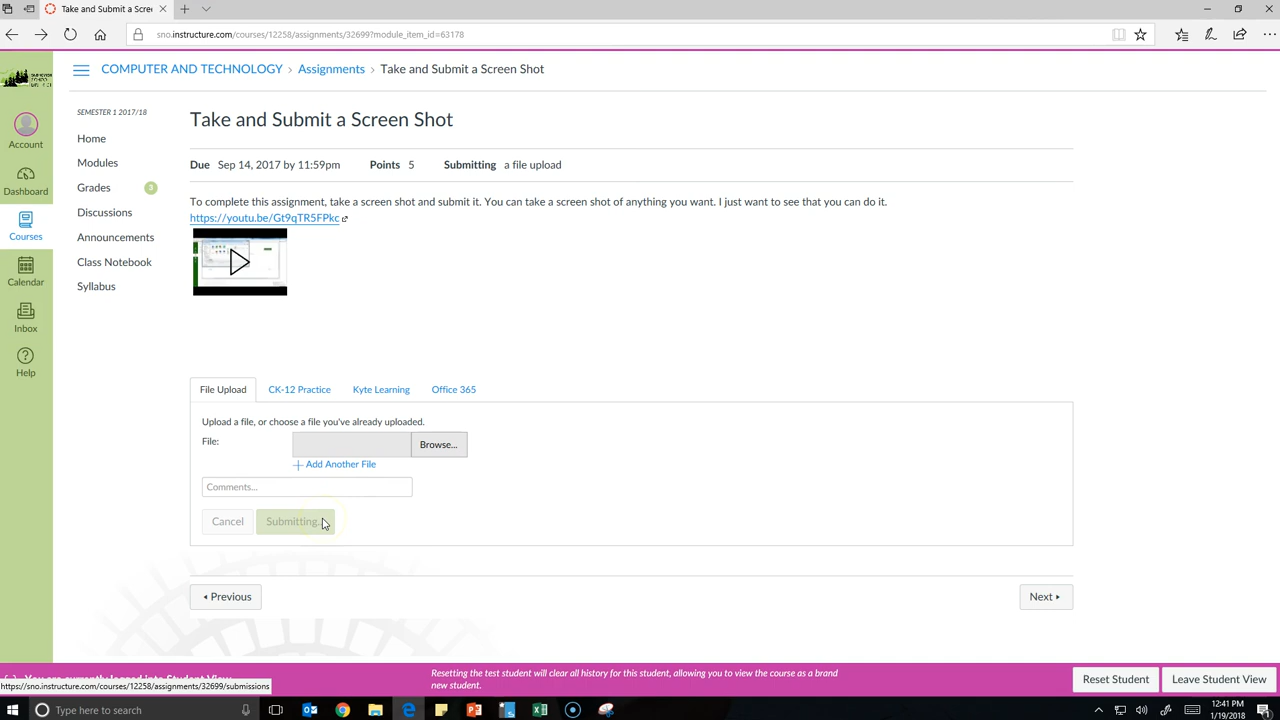 Take and Submit a Scree
sno.instructure.com/courses/12258/assignments/32699?module_item_id=63178
COMPUTER AND TECHNOLOGY › Assignments › Take and Submit a Screen Shot
SEMESTER 1 2017/18
Home
Modules
Grades 3
Discussions
Announcements
Class Notebook
Syllabus
Account
Dashboard
Courses
Calendar
Inbox
Help
Take and Submit a Screen Shot
Due Sep 14, 2017 by 11:59pm Points 5 Submitting a file upload
To complete this assignment, take a screen shot and submit it. You can take a screen shot of anything you want. I just want to see that you can do it.
https://youtu.be/Gt9qTR5FPkc
File Upload CK-12 Practice Kyte Learning Office 365
Upload a file, or choose a file you've already uploaded.
File: Browse...
Add Another File
Comments...
Cancel Submitting...
Previous Next
You are currently logged into Student View
Resetting the test student will clear all history for this student, allowing you to view the course as a brand
new student.
Reset Student Leave Student View
https://sno.instructure.com/courses/12258/assignments/32699/submissions
Type here to search
12:41 PM
1/19/2018